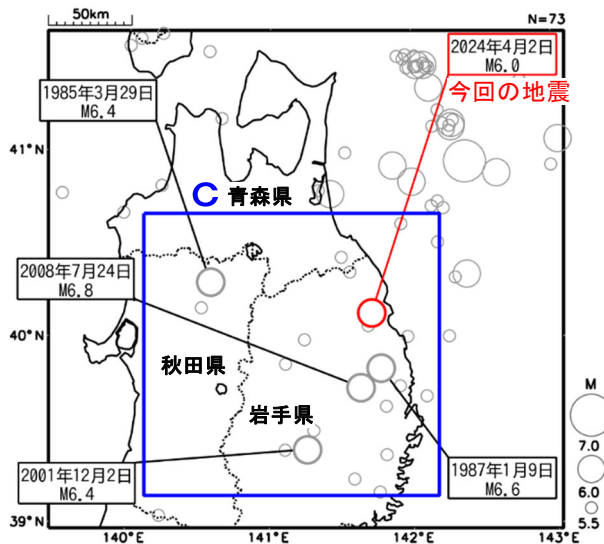 50km
N=73
2024年4月2日
M6.0
今回の地震
1985年3月29日
M6.4
41°N
C 青森県
2008年7月24日
M6.8
40°N
秋田県
岩手県
M
7.0
6.0
5.5
2001年12月2日
M6.4
1987年1月9日
M6.6
39°N
140°E
141°E
142°E
143°E